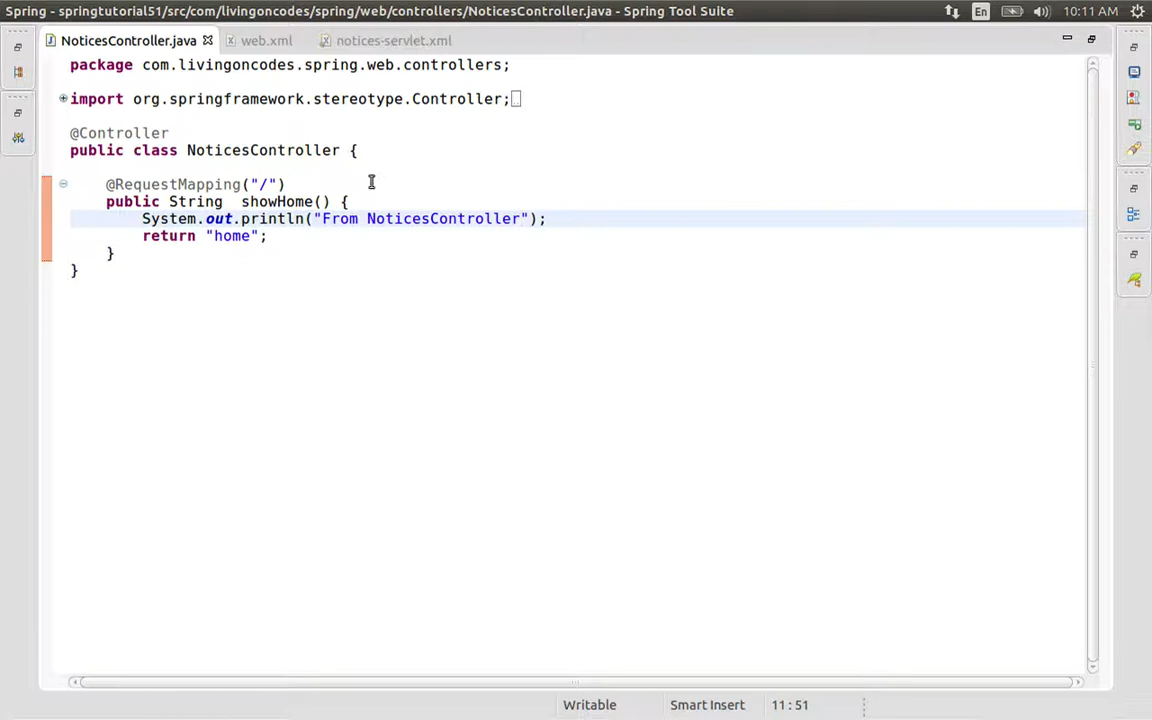 Spring - springtutorial51/src/com/livingoncodes/spring/web/controllers/NoticesController.java - Spring Tool Suite
En
10:11 AM
NoticesController.java
web.xml
notices-servlet.xml
package com.livingoncodes.spring.web.controllers;
import org.springframework.stereotype.Controller;
@Controller
public class NoticesController {
@RequestMapping("/")
public String  showHome() {
System.out.println("From NoticesController");
return "home";
}
}
Writable
Smart Insert
11 : 51